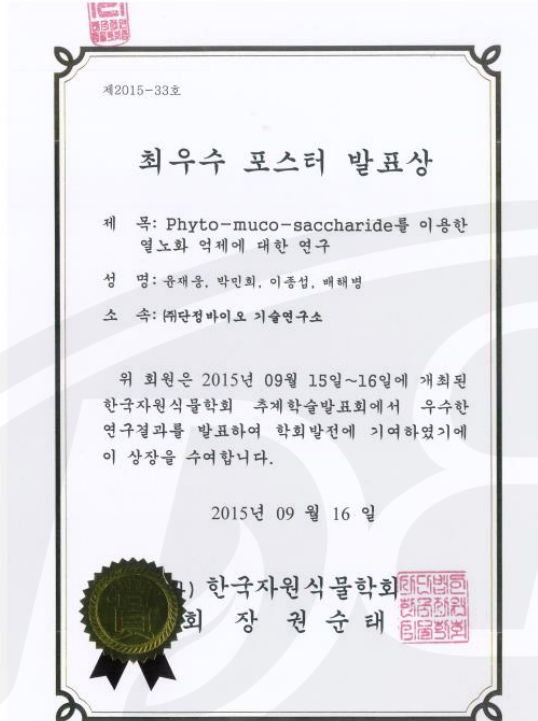 제2015-33호
최우수 포스터 발표상
제 목: Phyto-muco-saccharide를 이용한
열노화 억제에 대한 연구
성 명: 윤재웅, 박민희, 이종섭, 배해병
소 속: ㈜단정바이오 기술연구소
위 회원은 2015년 09월 15일~16일에 개최된
한국자원식물학회 추계학술발표회에서 우수한
연구결과를 발표하여 학회발전에 기여하였기에
이 상장을 수여합니다.
2015년 09 월 16 일
) 한국자원식물학회
회 장 권 순 태
賞